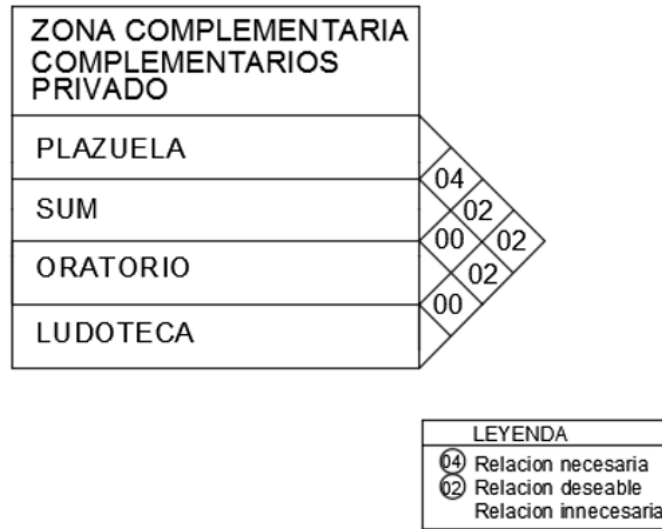 ZONA COMPLEMENTARIA
COMPLEMENTARIOS
PRIVADO
PLAZUELA
04
SUM
02
00
02
ORATORIO
02
00
LUDOTECA
LEYENDA
04 Relacion necesaria
02 Relacion deseable
Relacion innecesaria